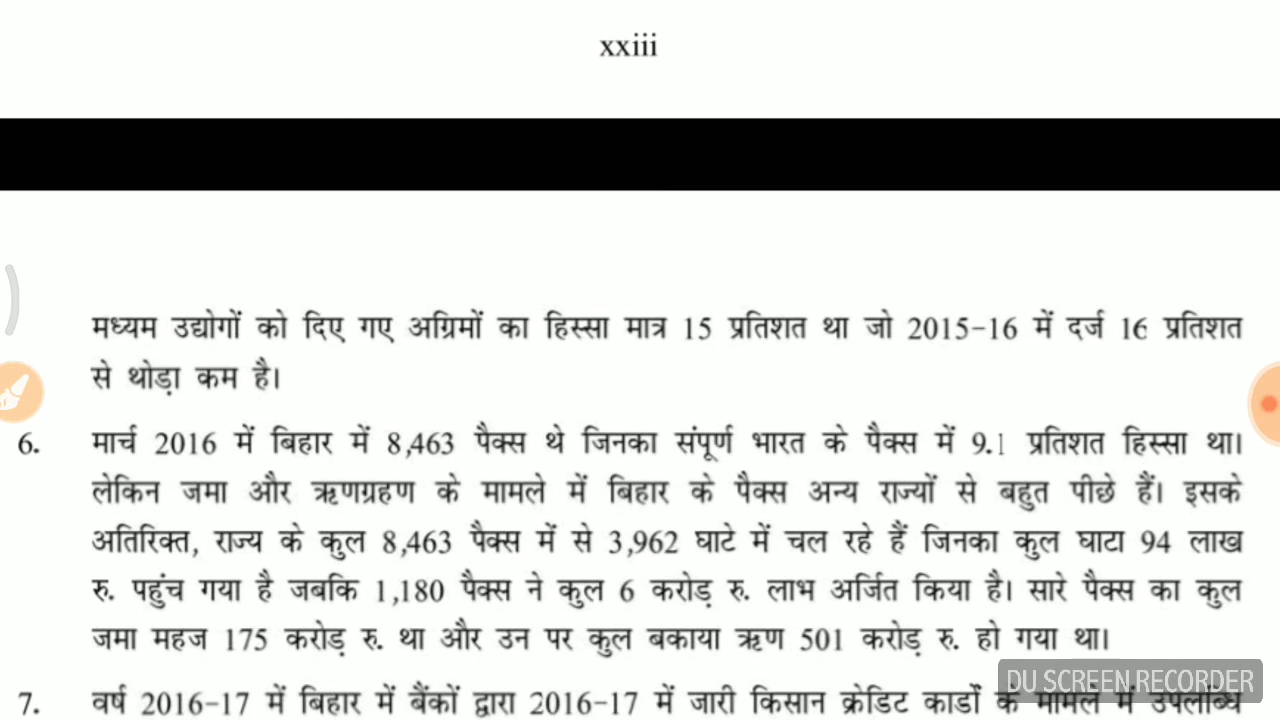 xxiii
मध्यम उद्योगों को दिए गए अग्रिमों का हिस्सा मात्र 15 प्रतिशत था जो 2015-16 में दर्ज 16 प्रतिशत
से थोड़ा कम है।
6. मार्च 2016 में बिहार में 8,463 पैक्स थे जिनका संपूर्ण भारत के पैक्स में 9.1 प्रतिशत हिस्सा था।
लेकिन जमा और ऋणग्रहण के मामले में बिहार के पैक्स अन्य राज्यों से बहुत पीछे हैं। इसके
अतिरिक्त, राज्य के कुल 8,463 पैक्स में से 3,962 घाटे में चल रहे हैं जिनका कुल घाटा 94 लाख
रु. पहुंच गया है जबकि 1,180 पैक्स ने कुल 6 करोड़ रु. लाभ अर्जित किया है। सारे पैक्स का कुल
जमा महज 175 करोड़ रु. था और उन पर कुल बकाया ऋण 501 करोड़ रु. हो गया था।
7. वर्ष 2016-17 में बिहार में बैंकों द्वारा 2016-17 में जारी किसान क्रेडिट कार्डों के मामले में उपलब्धि
DU SCREEN RECORDER